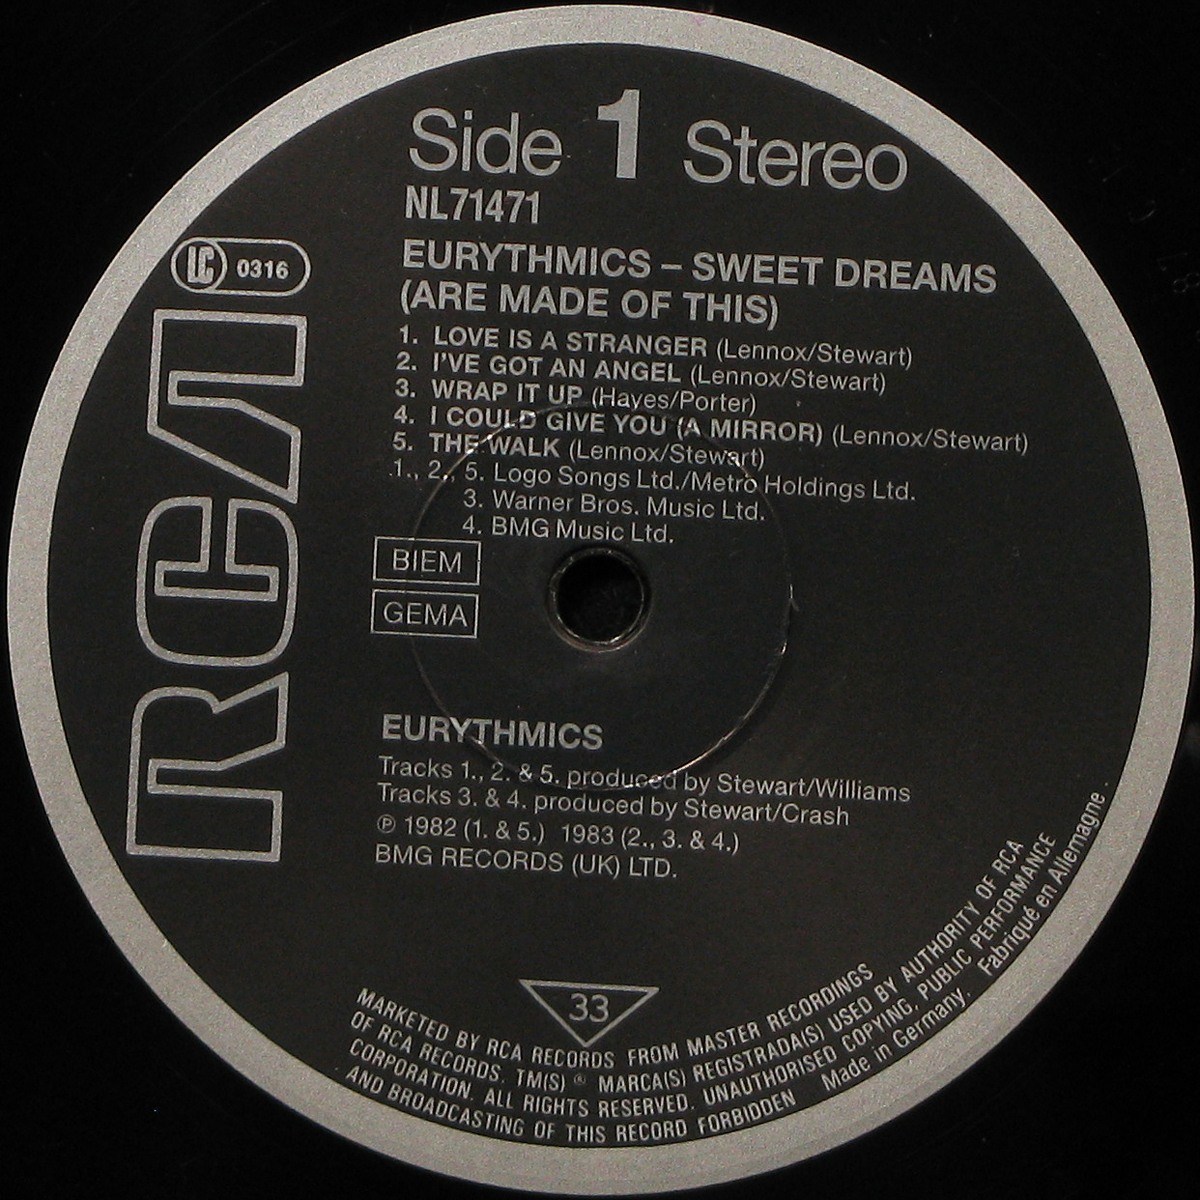 Side 1 Stereo
NL71471
LC 0316
EURYTHMICS – SWEET DREAMS
(ARE MADE OF THIS)
1. LOVE IS A STRANGER (Lennox/Stewart)
2. I'VE GOT AN ANGEL (Lennox/Stewart)
3. WRAP IT UP (Hayes/Porter)
4. I COULD GIVE YOU (A MIRROR) (Lennox/Stewart)
5. THE WALK (Lennox/Stewart)
1., 2., 5. Logo Songs Ltd./Metro Holdings Ltd.
3. Warner Bros. Music Ltd.
4. BMG Music Ltd.
BIEM
GEMA
RCA
EURYTHMICS
Tracks 1., 2. & 5. produced by Stewart/Williams
Tracks 3. & 4. produced by Stewart/Crash
℗ 1982 (1. & 5.) 1983 (2., 3. & 4.)
BMG RECORDS (UK) LTD.
33
MARKETED BY RCA RECORDS FROM MASTER RECORDINGS
OF RCA RECORDS. TM(S) ® MARCA(S) REGISTRADA(S) USED BY AUTHORITY OF RCA
CORPORATION. ALL RIGHTS RESERVED. UNAUTHORISED COPYING, PUBLIC PERFORMANCE
AND BROADCASTING OF THIS RECORD FORBIDDEN Made in Germany. Fabriqué en Allemagne.